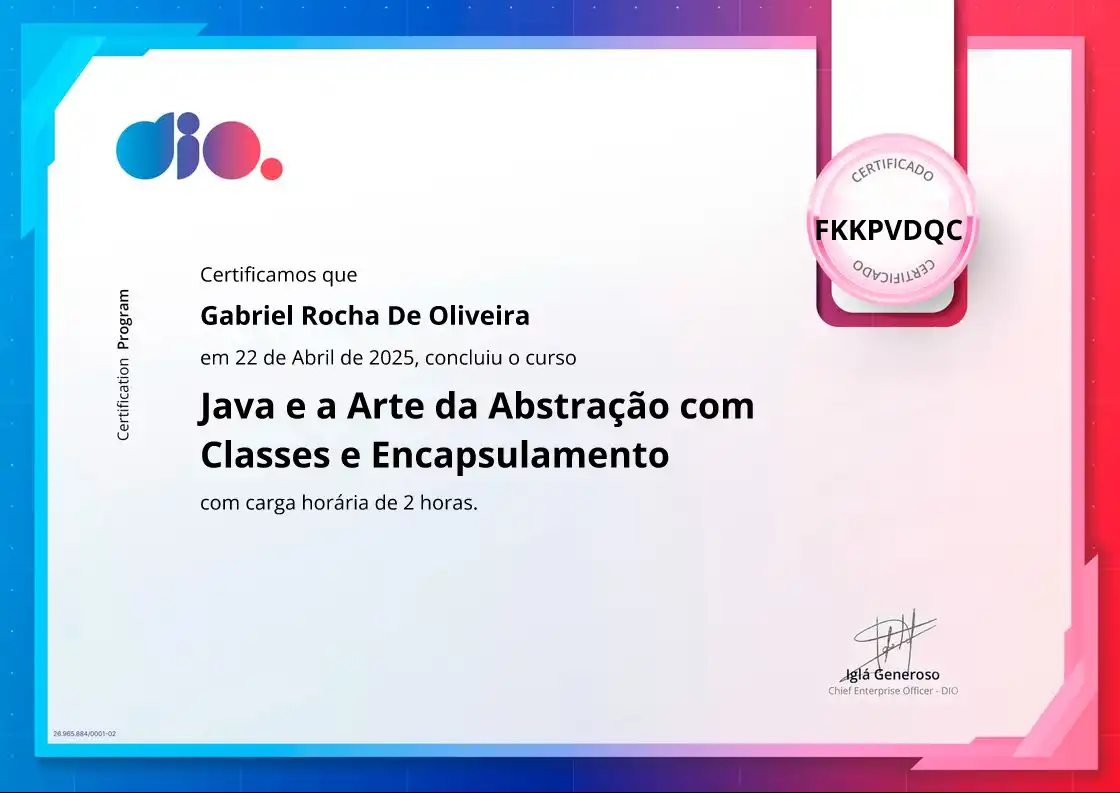 dio.
CERTIFICADO
FKKPVDQC
CERTIFICADO
Certificamos que
Gabriel Rocha De Oliveira
em 22 de Abril de 2025, concluiu o curso
Java e a Arte da Abstração com
Classes e Encapsulamento
com carga horária de 2 horas.
Certification Program
Iglá Generoso
Chief Enterprise Officer - DIO
26.965.884/0001-02